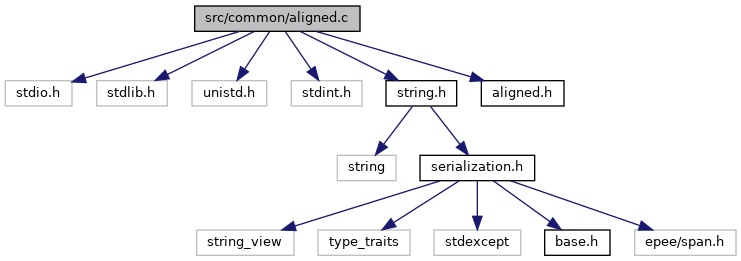 src/common/aligned.c
stdio.h
stdlib.h
unistd.h
stdint.h
string.h
aligned.h
string
serialization.h
string_view
type_traits
stdexcept
base.h
epee/span.h